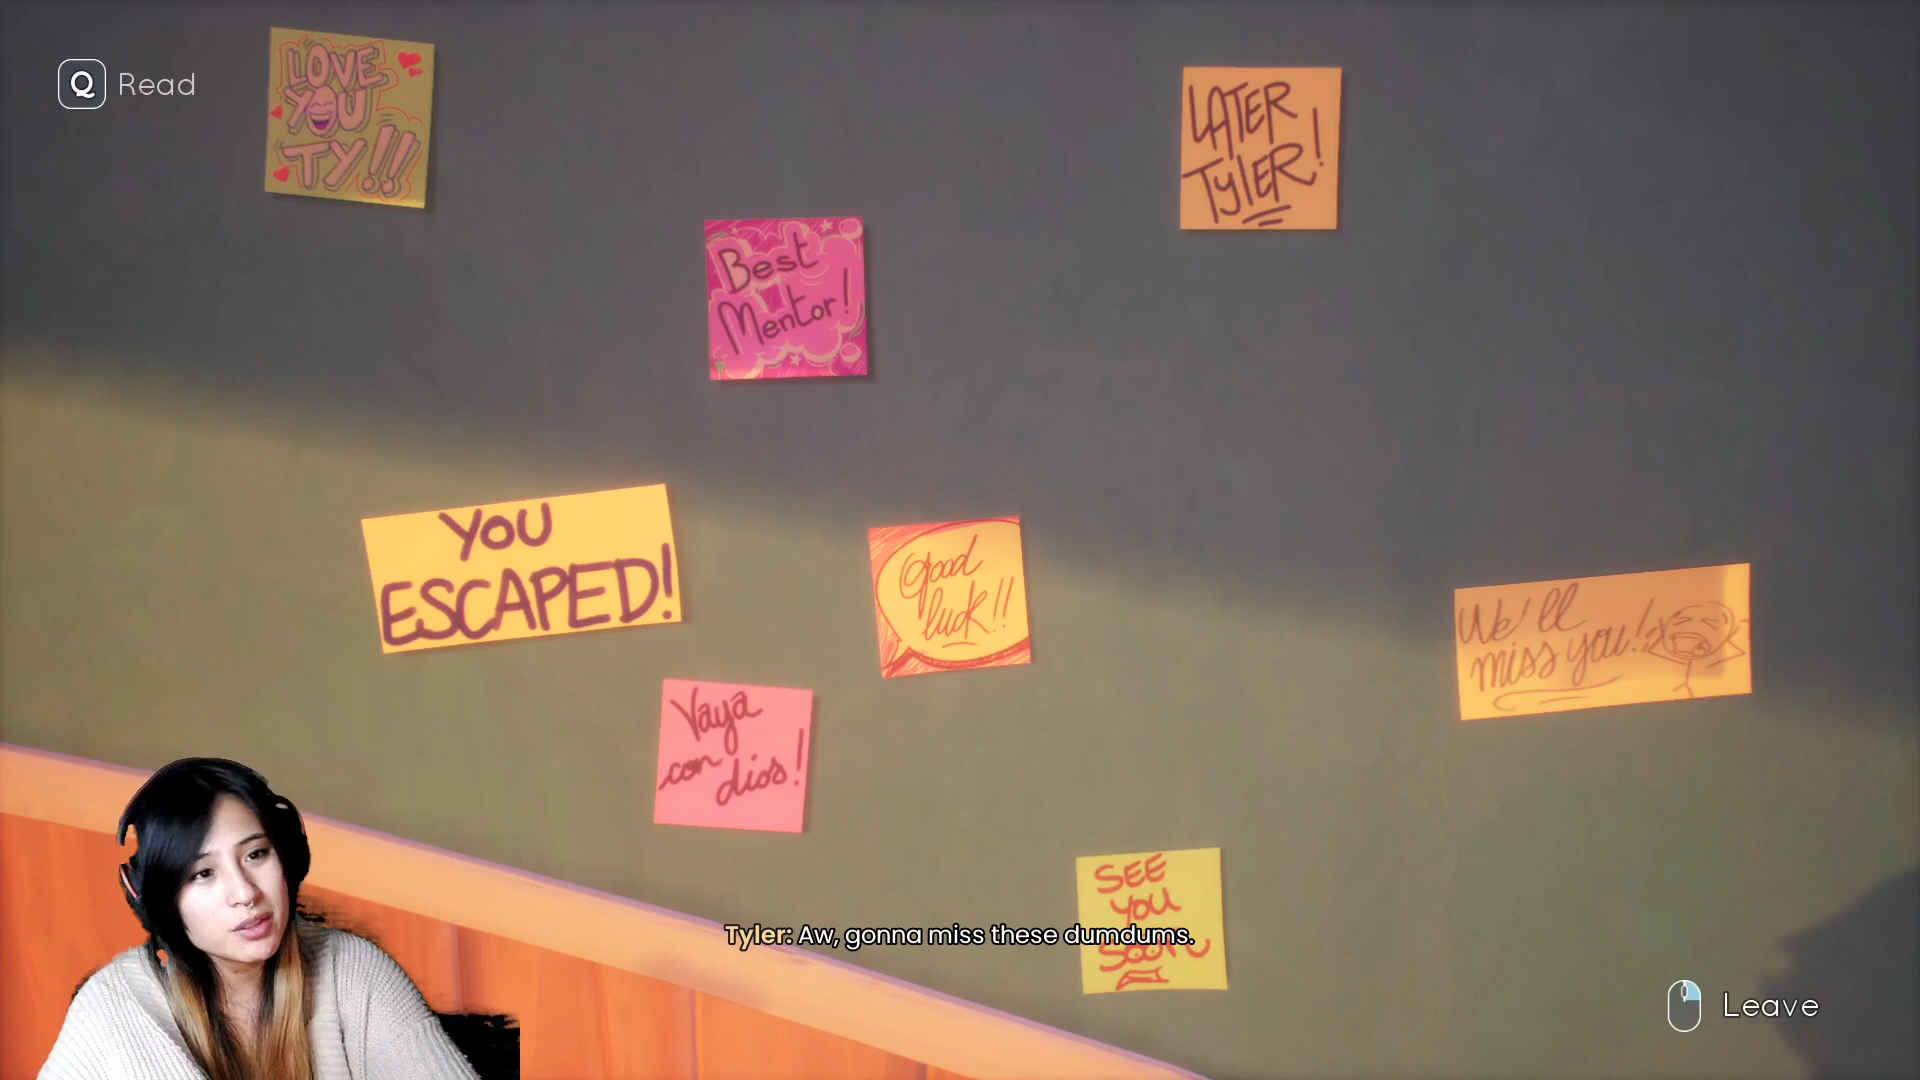 Q Read
LOVE
YOU
TY!!
LATER
TYLER!
Best
Mentor!
YOU
ESCAPED!
Good
luck!!
We'll
miss you!
Vaya
con
dios!
SEE
YOU
SOON
Tyler: Aw, gonna miss these dumdums.
Leave